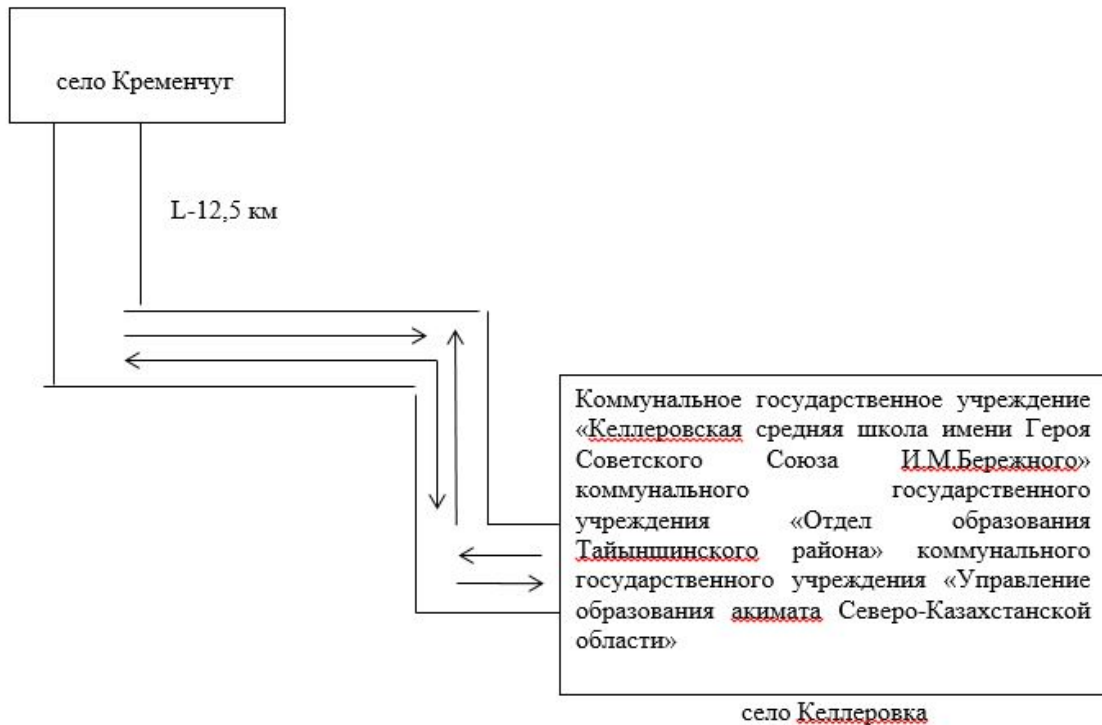 село Кременчуг
L-12,5 км
Коммунальное государственное учреждение
«Келлеровская средняя школа имени Героя
Советского Союза И.М.Бережного»
коммунального государственного
учреждения «Отдел образования
Тайыншинского района» коммунального
государственного учреждения «Управление
образования акимата Северо-Казахстанской
области»
село Келлеровка